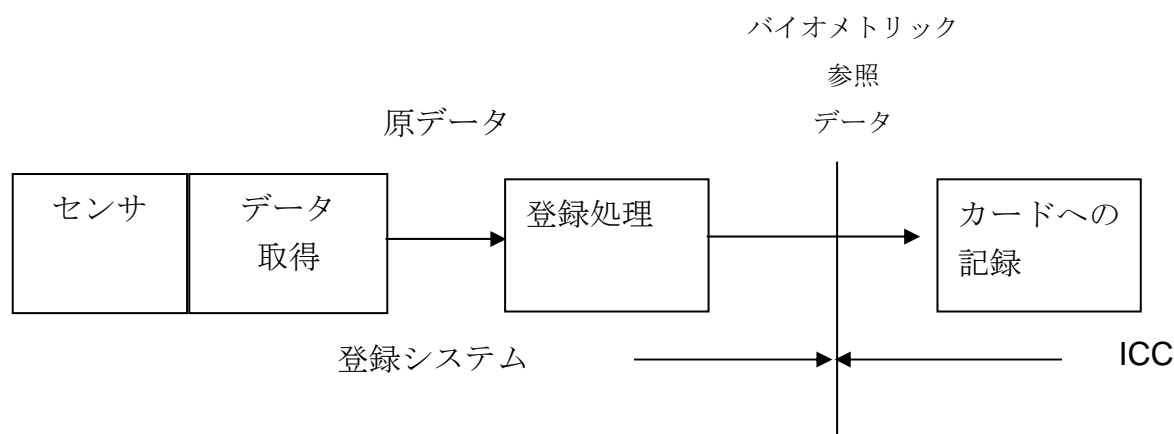 バイオメトリック
参照
データ
原データ
センサ
データ
取得
登録処理
カードへの
記録
登録システム
ICC